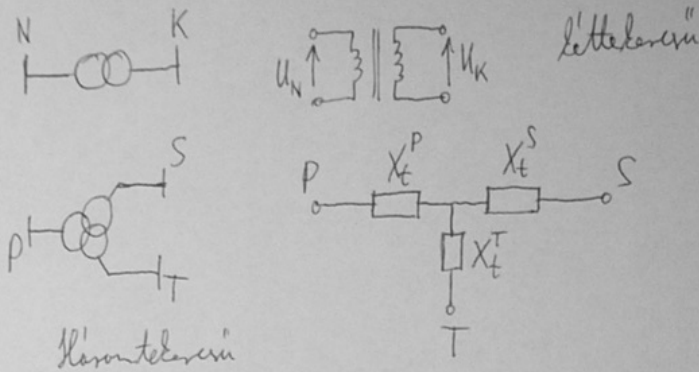 N K
U_N U_K
kéttekercsű
P S T
P X_t^P X_t^S S
X_t^T
T
Háromtekercsű